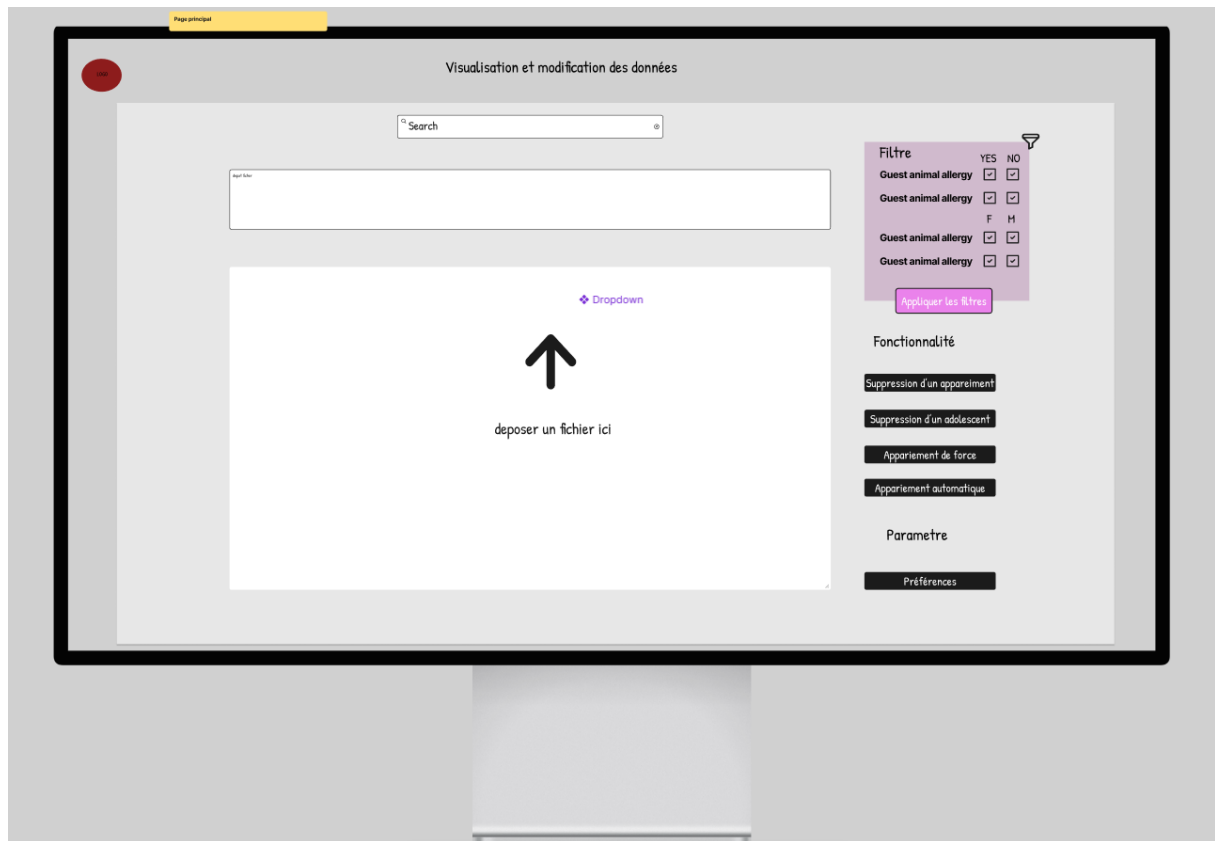 Page principal
Visualisation et modification des données
Search
Filtre
YES NO
Guest animal allergy
Guest animal allergy
F M
Guest animal allergy
Guest animal allergy
Appliquer les filtres
Dropdown
deposer un fichier ici
Fonctionnalité
Suppression d'un appareiment
Suppression d'un adolescent
Appariement de force
Appariement automatique
Parametre
Préférences